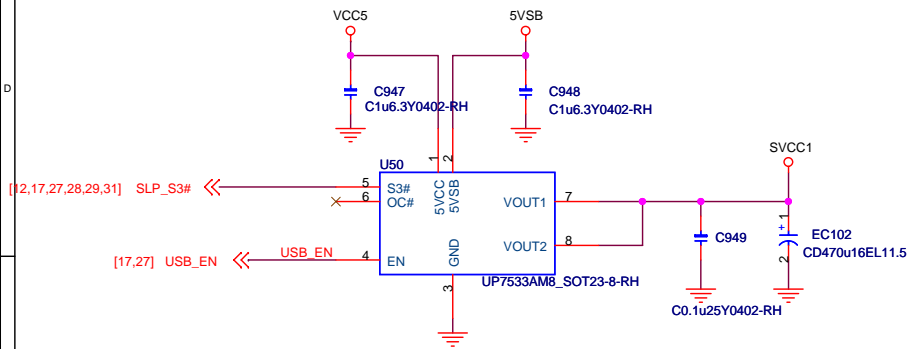 VCC5
5VSB
D
C947
C1u6.3Y0402-RH
C948
C1u6.3Y0402-RH
SVCC1
U50
1
2
[12,17,27,28,29,31] SLP_S3#
5
S3#
5VCC
5VSB
6
OC#
VOUT1
7
1
+
C949
EC102
CD470u16EL11.5
VOUT2
8
2
[17,27] USB_EN
USB_EN
4
EN
GND
UP7533AM8_SOT23-8-RH
3
C0.1u25Y0402-RH